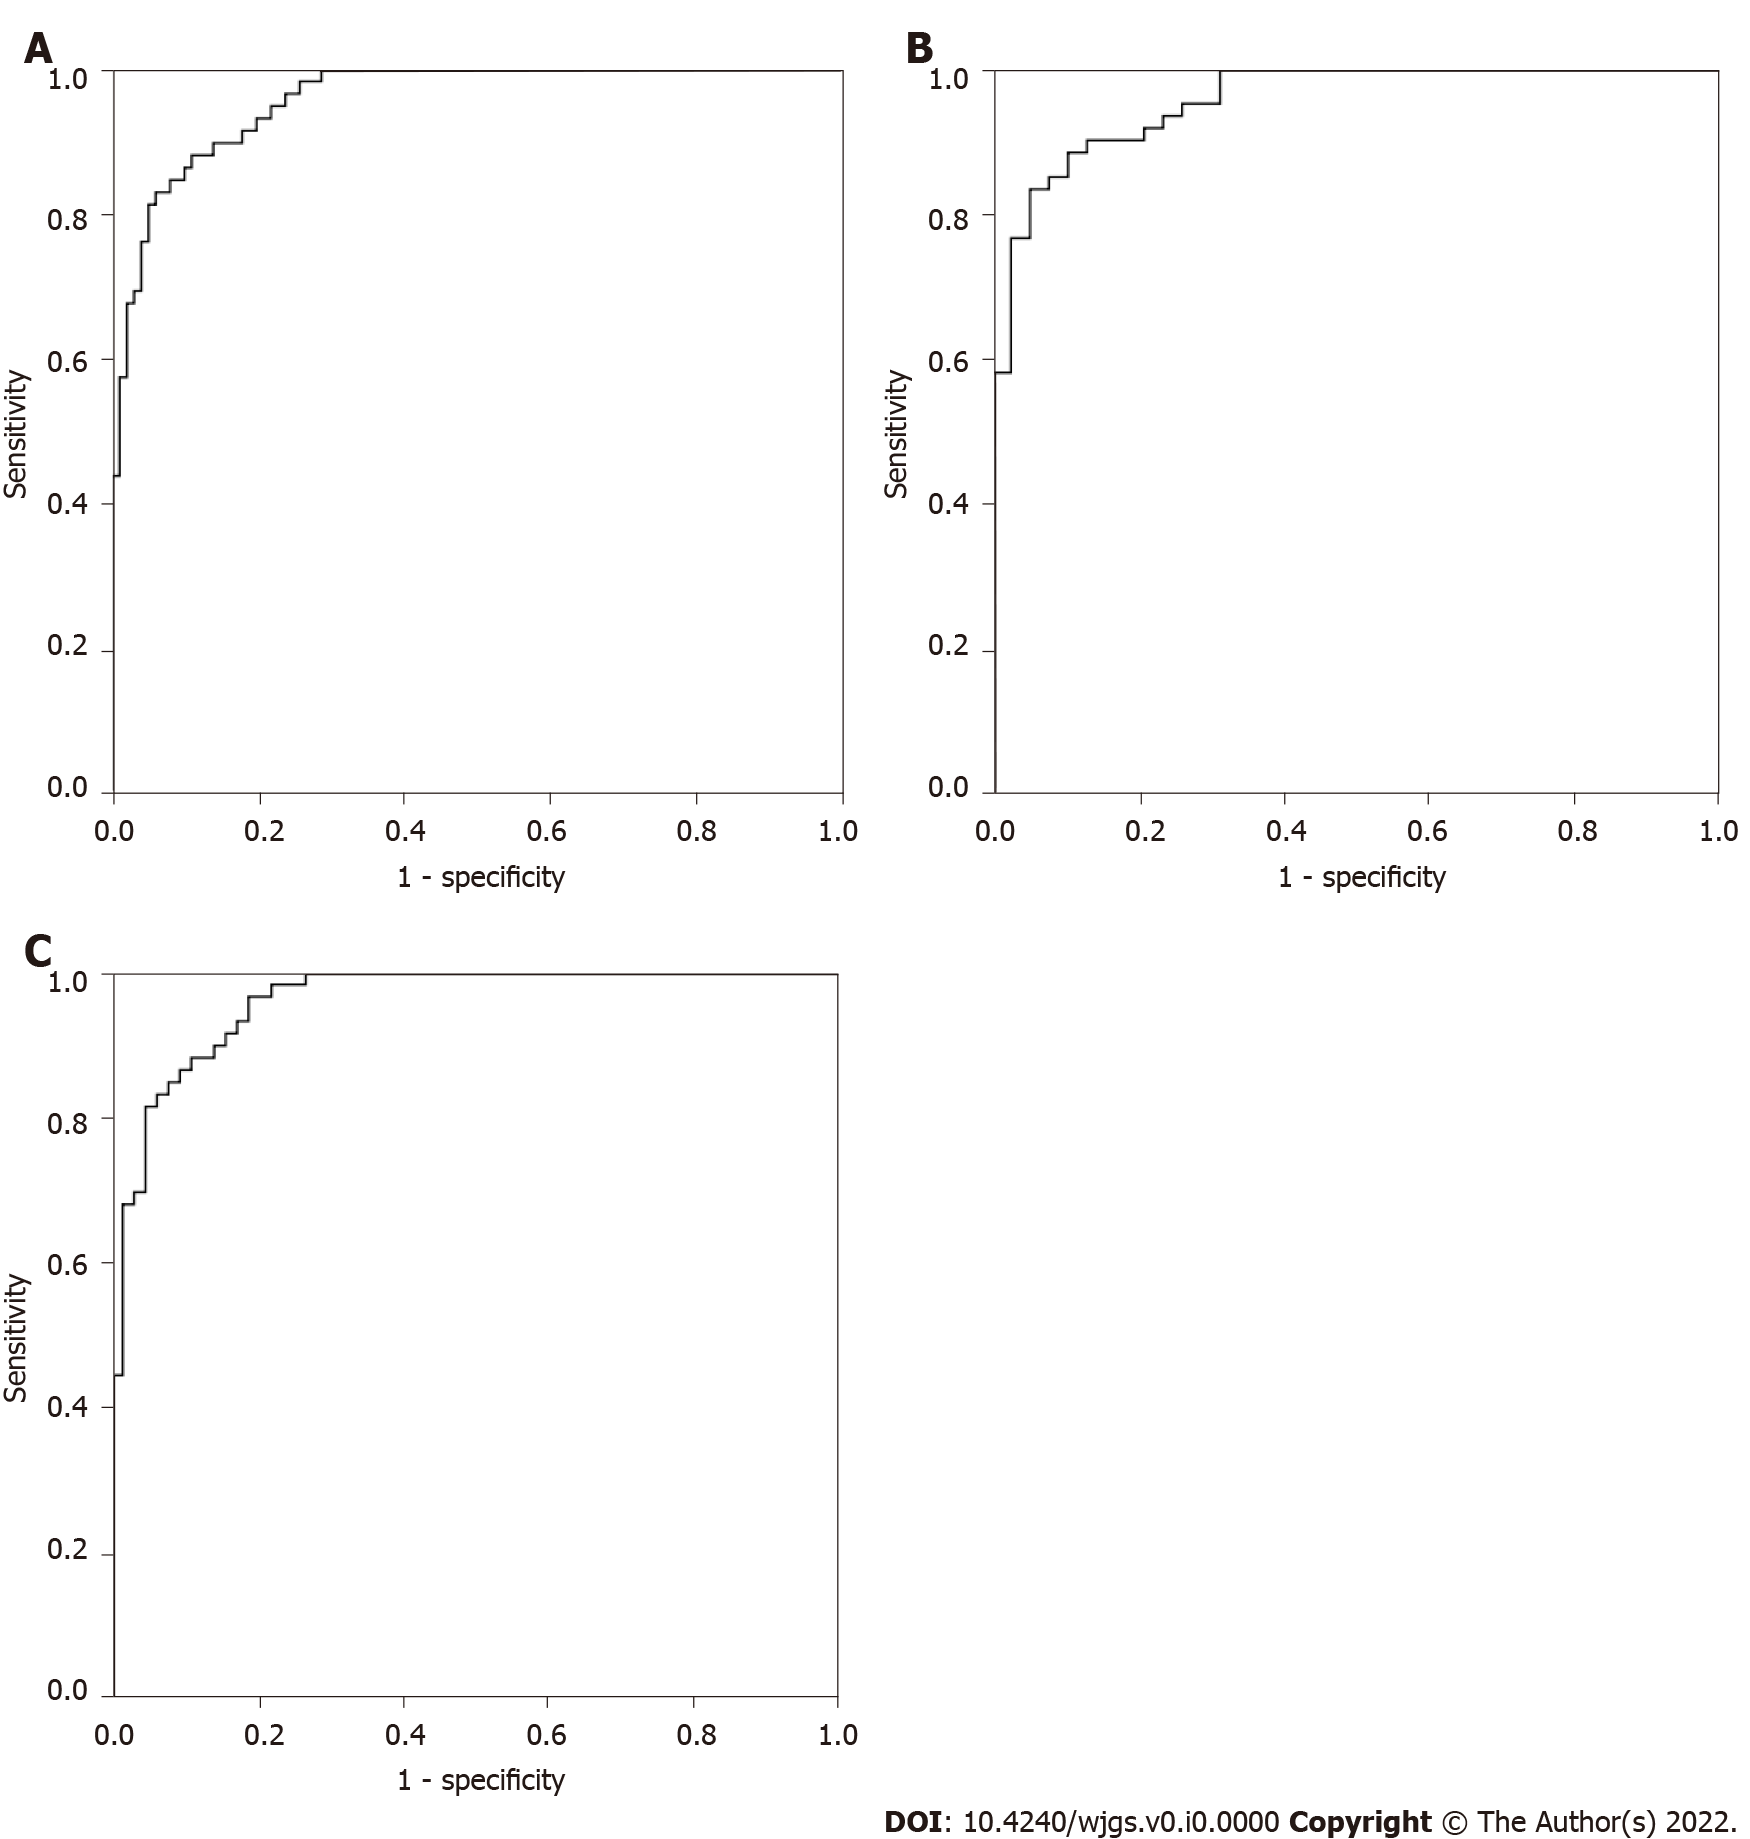 A
1.0
0.8
0.6
0.4
0.2
0.0
Sensitivity
0.0 0.2 0.4 0.6 0.8 1.0
1 - specificity
B
1.0
0.8
0.6
0.4
0.2
0.0
Sensitivity
0.0 0.2 0.4 0.6 0.8 1.0
1 - specificity
C
1.0
0.8
0.6
0.4
0.2
0.0
Sensitivity
0.0 0.2 0.4 0.6 0.8 1.0
1 - specificity
DOI: 10.4240/wjgs.v0.i0.0000 Copyright © The Author(s) 2022.